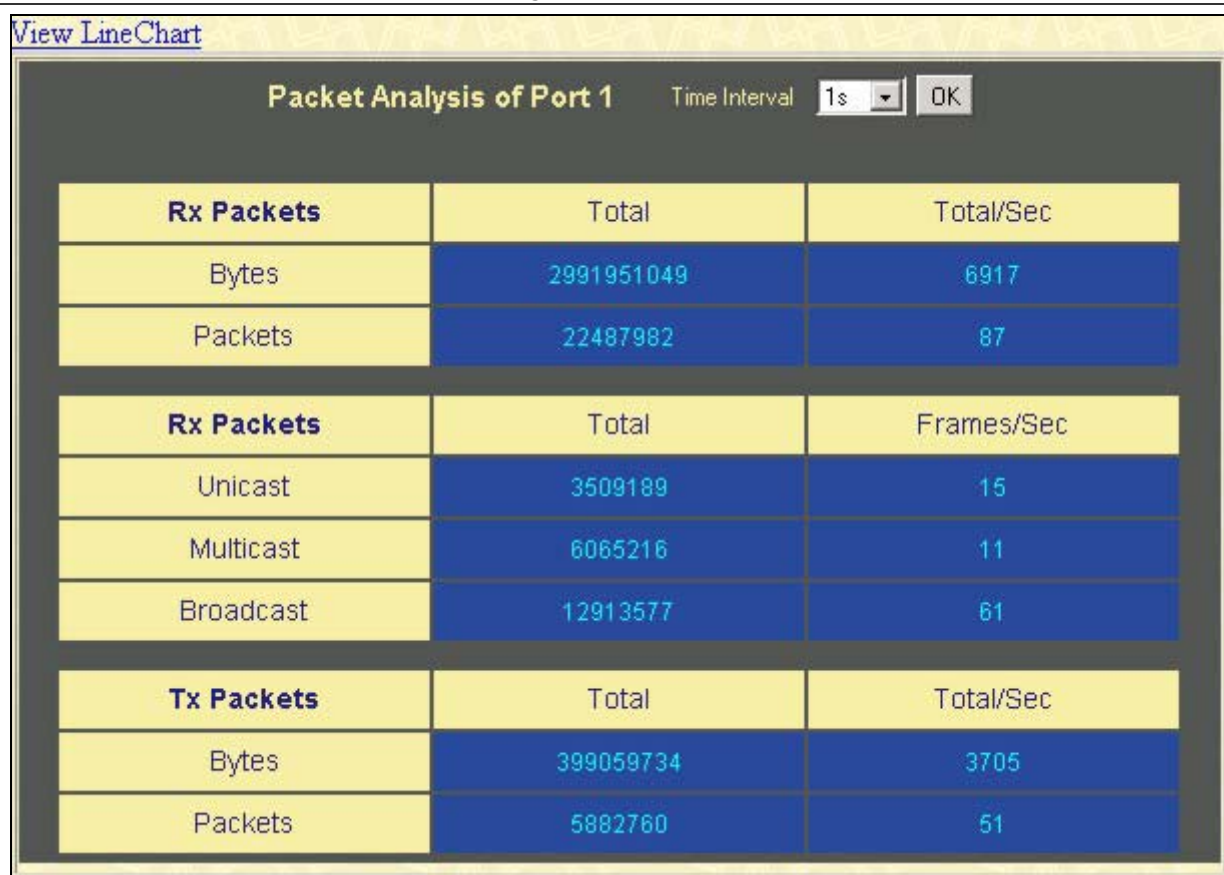 View LineChart
Packet Analysis of Port 1 Time Interval 1s OK
Rx Packets Total Total/Sec
Bytes 2991951049 6917
Packets 22487982 87
Rx Packets Total Frames/Sec
Unicast 3509189 15
Multicast 6065216 11
Broadcast 12913577 61
Tx Packets Total Total/Sec
Bytes 399059734 3705
Packets 5882760 51